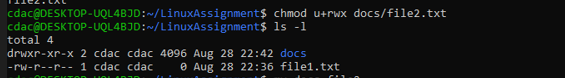 file2.txt
cdac@DESKTOP-UQL4BJD:~/LinuxAssignment$ chmod u+rwx docs/file2.txt
cdac@DESKTOP-UQL4BJD:~/LinuxAssignment$ ls -l
total 4
drwxr-xr-x 2 cdac cdac 4096 Aug 28 22:42 docs
-rw-r--r-- 1 cdac cdac    0 Aug 28 22:36 file1.txt